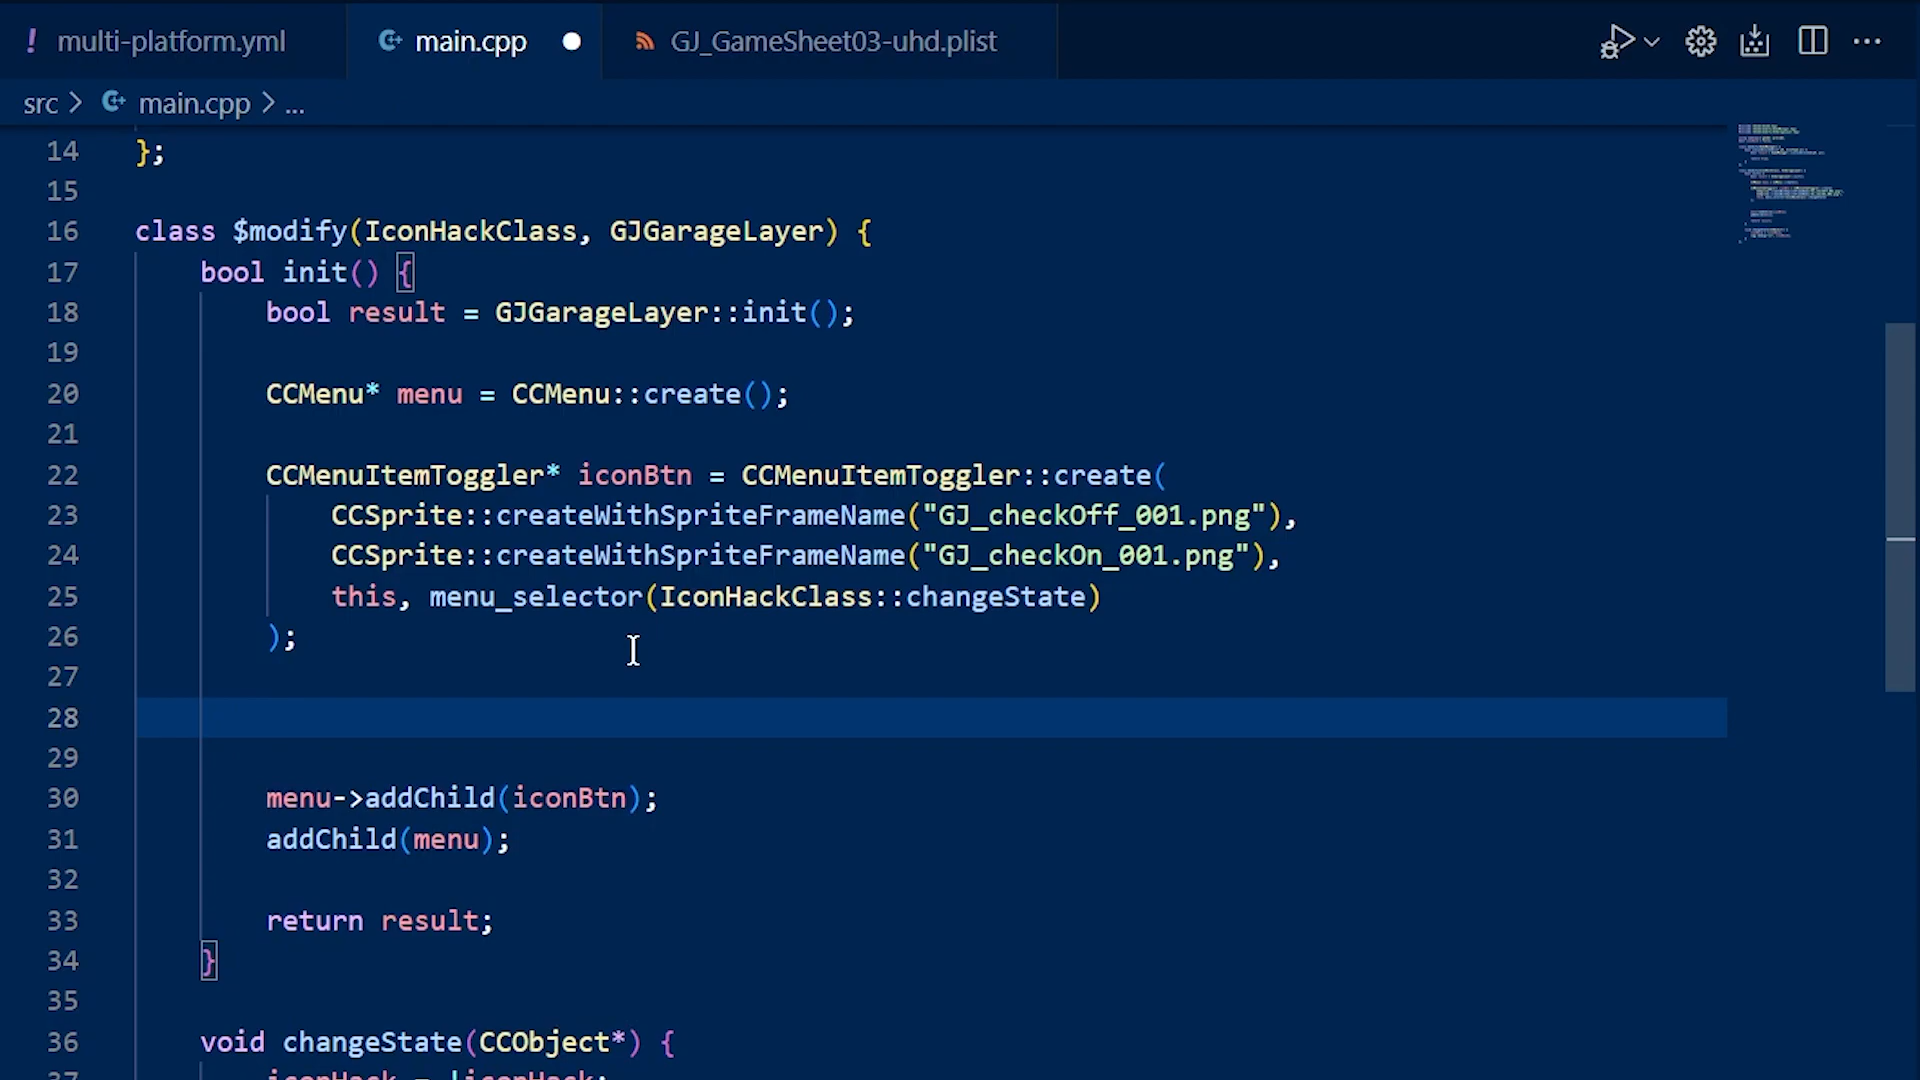 ! multi-platform.yml
main.cpp
GJ_GameSheet03-uhd.plist
src > main.cpp > ...
14 };
15
16 class $modify(IconHackClass, GJGarageLayer) {
17 bool init() {
18 bool result = GJGarageLayer::init();
19
20 CCMenu* menu = CCMenu::create();
21
22 CCMenuItemToggler* iconBtn = CCMenuItemToggler::create(
23 CCSprite::createWithSpriteFrameName("GJ_checkOff_001.png"),
24 CCSprite::createWithSpriteFrameName("GJ_checkOn_001.png"),
25 this, menu_selector(IconHackClass::changeState)
26 );
27
28
29
30 menu->addChild(iconBtn);
31 addChild(menu);
32
33 return result;
34 }
35
36 void changeState(CCObject*) {
37 iconHack = !iconHack;